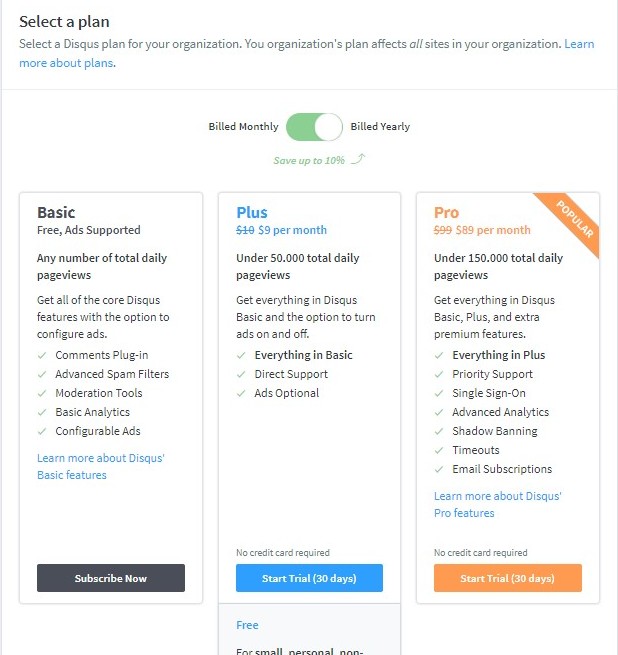 Select a plan
Select a Disqus plan for your organization. You organization's plan affects all sites in your organization. Learn
more about plans.
Billed Monthly Billed Yearly
Save up to 10%
Basic
Free, Ads Supported
Any number of total daily
pageviews
Get all of the core Disqus
features with the option to
configure ads.
Comments Plug-in
Advanced Spam Filters
Moderation Tools
Basic Analytics
Configurable Ads
Learn more about Disqus'
Basic features
Subscribe Now
Plus
$10 $9 per month
Under 50.000 total daily
pageviews
Get everything in Disqus
Basic and the option to turn
ads on and off.
Everything in Basic
Direct Support
Ads Optional
No credit card required
Start Trial (30 days)
Free
For small, personal, non-
POPULAR
Pro
$99 $89 per month
Under 150.000 total daily
pageviews
Get everything in Disqus
Basic, Plus, and extra
premium features.
Everything in Plus
Priority Support
Single Sign-On
Advanced Analytics
Shadow Banning
Timeouts
Email Subscriptions
Learn more about Disqus'
Pro features
No credit card required
Start Trial (30 days)